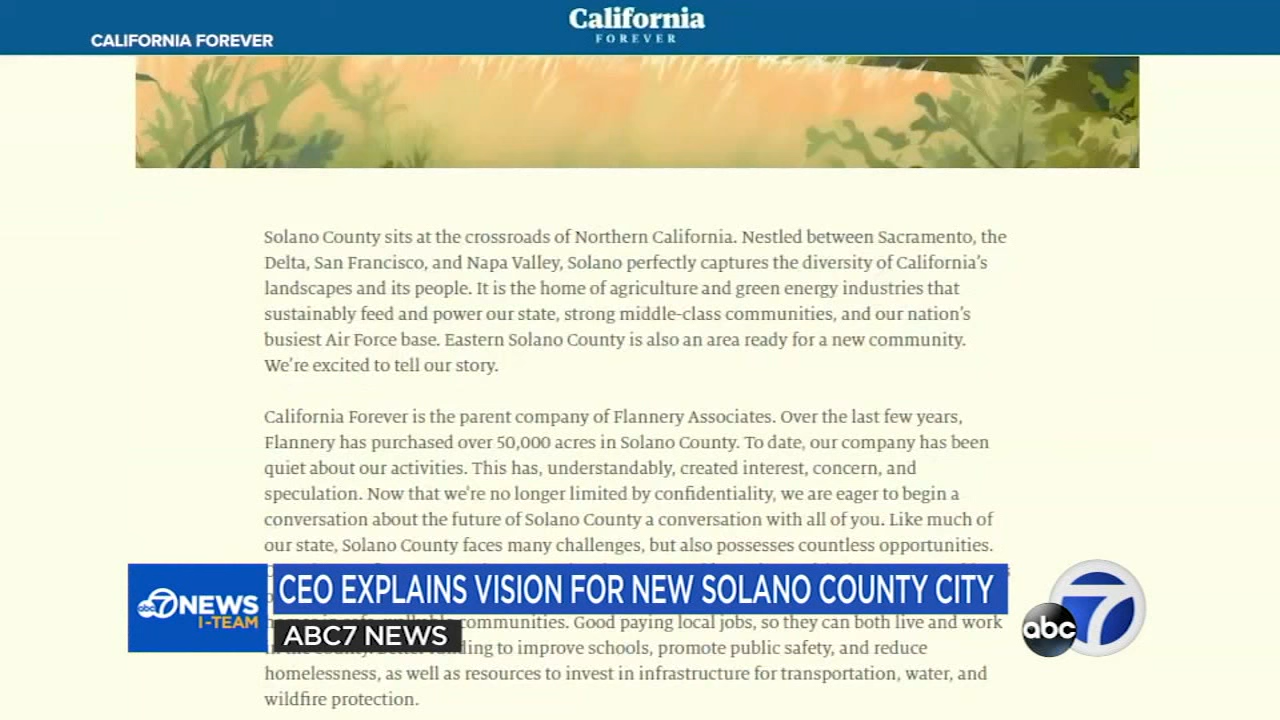 California
FOREVER
CALIFORNIA FOREVER
Solano County sits at the crossroads of Northern California. Nestled between Sacramento, the
Delta, San Francisco, and Napa Valley, Solano perfectly captures the diversity of California's
landscapes and its people. It is the home of agriculture and green energy industries that
sustainably feed and power our state, strong middle-class communities, and our nation's
busiest Air Force base. Eastern Solano County is also an area ready for a new community.
We're excited to tell our story.
California Forever is the parent company of Flannery Associates. Over the last few years,
Flannery has purchased over 50,000 acres in Solano County. To date, our company has been
quiet about our activities. This has, understandably, created interest, concern, and
speculation. Now that we're no longer limited by confidentiality, we are eager to begin a
conversation about the future of Solano County a conversation with all of you. Like much of
our state, Solano County faces many challenges, but also possesses countless opportunities.
CEO EXPLAINS VISION FOR NEW SOLANO COUNTY CITY
abc 7 NEWS
I-TEAM
ABC7 NEWS
abc 7
communities. Good paying local jobs, so they can both live and work
to improve schools, promote public safety, and reduce
homelessness, as well as resources to invest in infrastructure for transportation, water, and
wildfire protection.